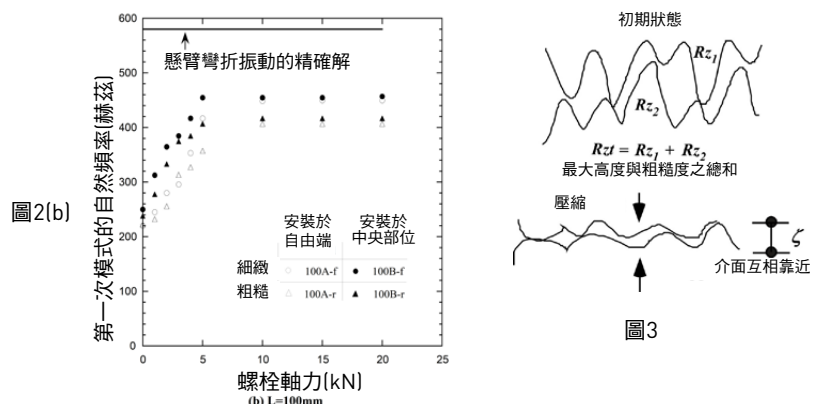 圖2(b)
600
500
400
300
200
100
0
第一次模式的自然頻率(赫茲)
懸臂彎折振動的精確解
安裝於
自由端
安裝於
中央部位
細緻
100A-f
100B-f
粗糙
100A-r
100B-r
0
5
10
15
20
25
螺栓軸力(kN)
(b) L=100mm
初期狀態
Rz1
Rz2
Rzt = Rz1 + Rz2
最大高度與粗糙度之總和
壓縮
ζ
介面互相靠近
圖3